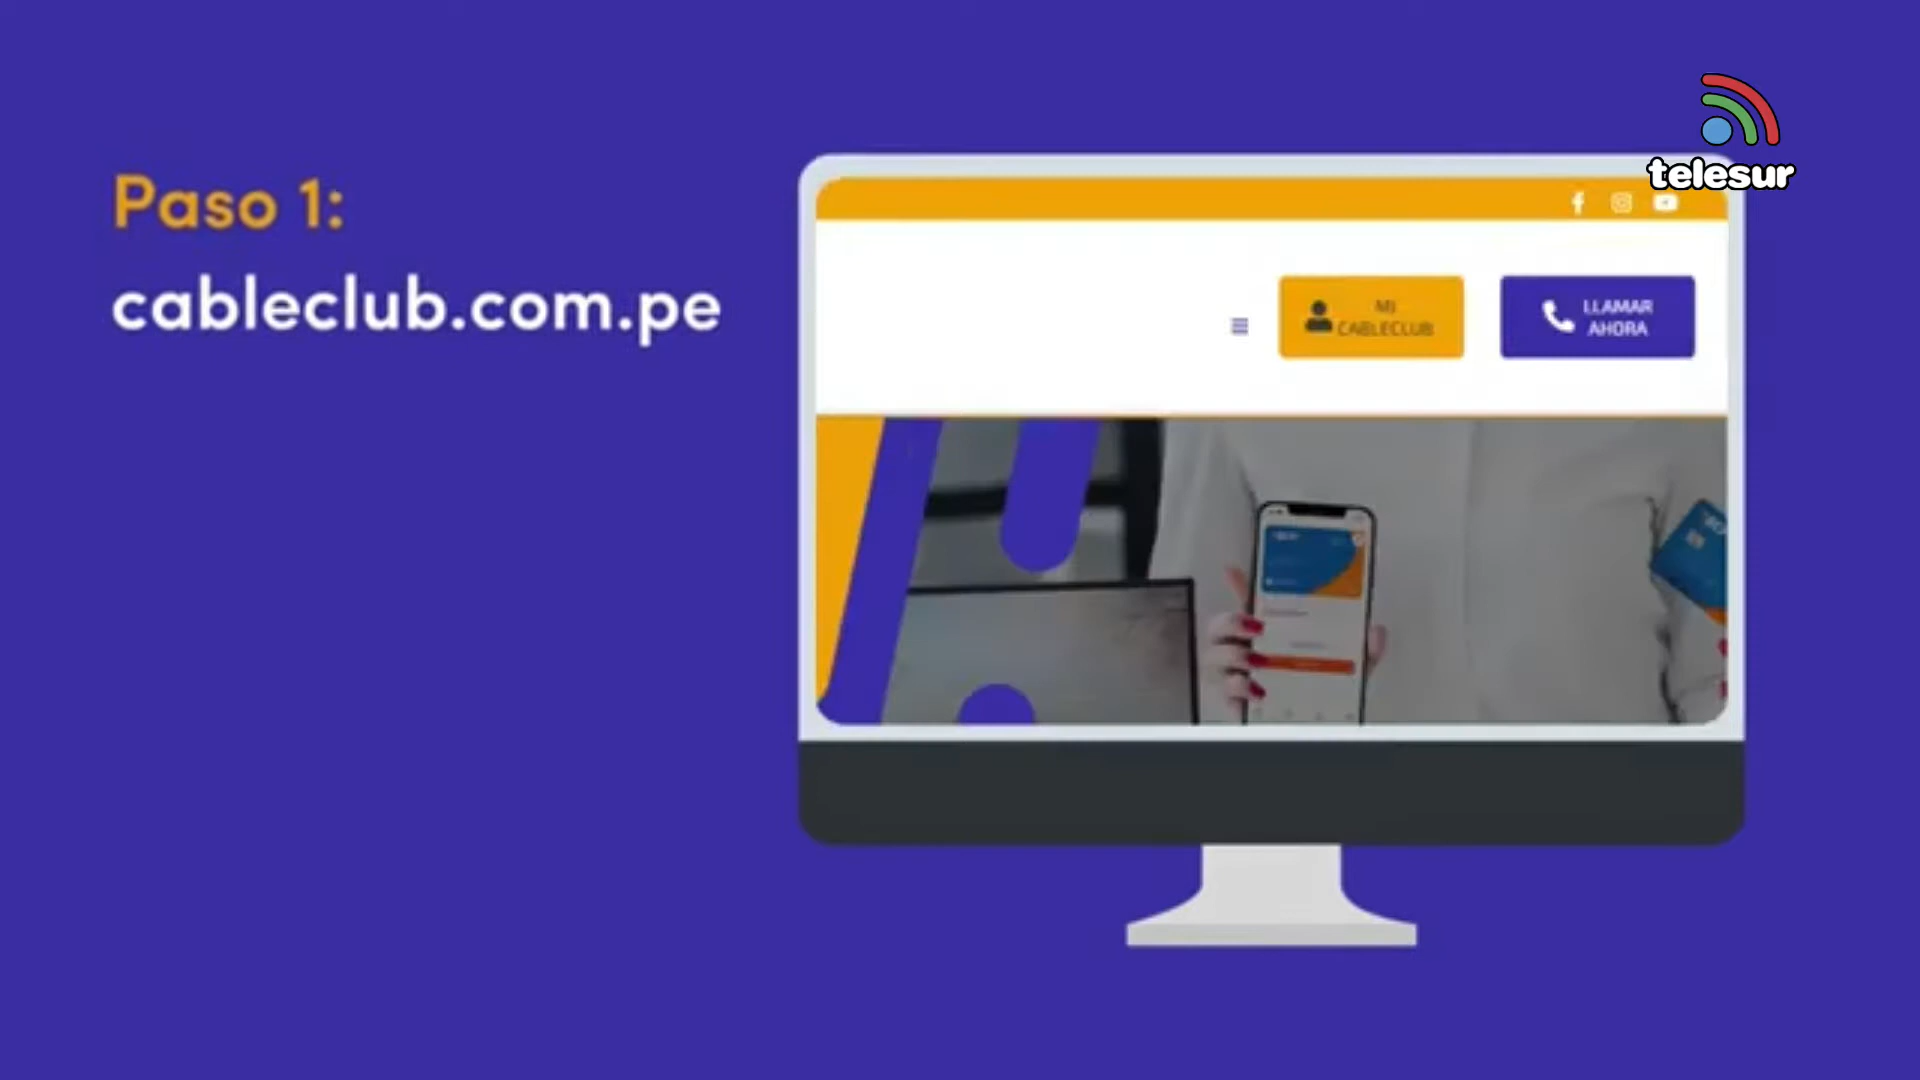 telesur
Paso 1:
cableclub.com.pe
MI
CABLECLUB
LLAMAR
AHORA